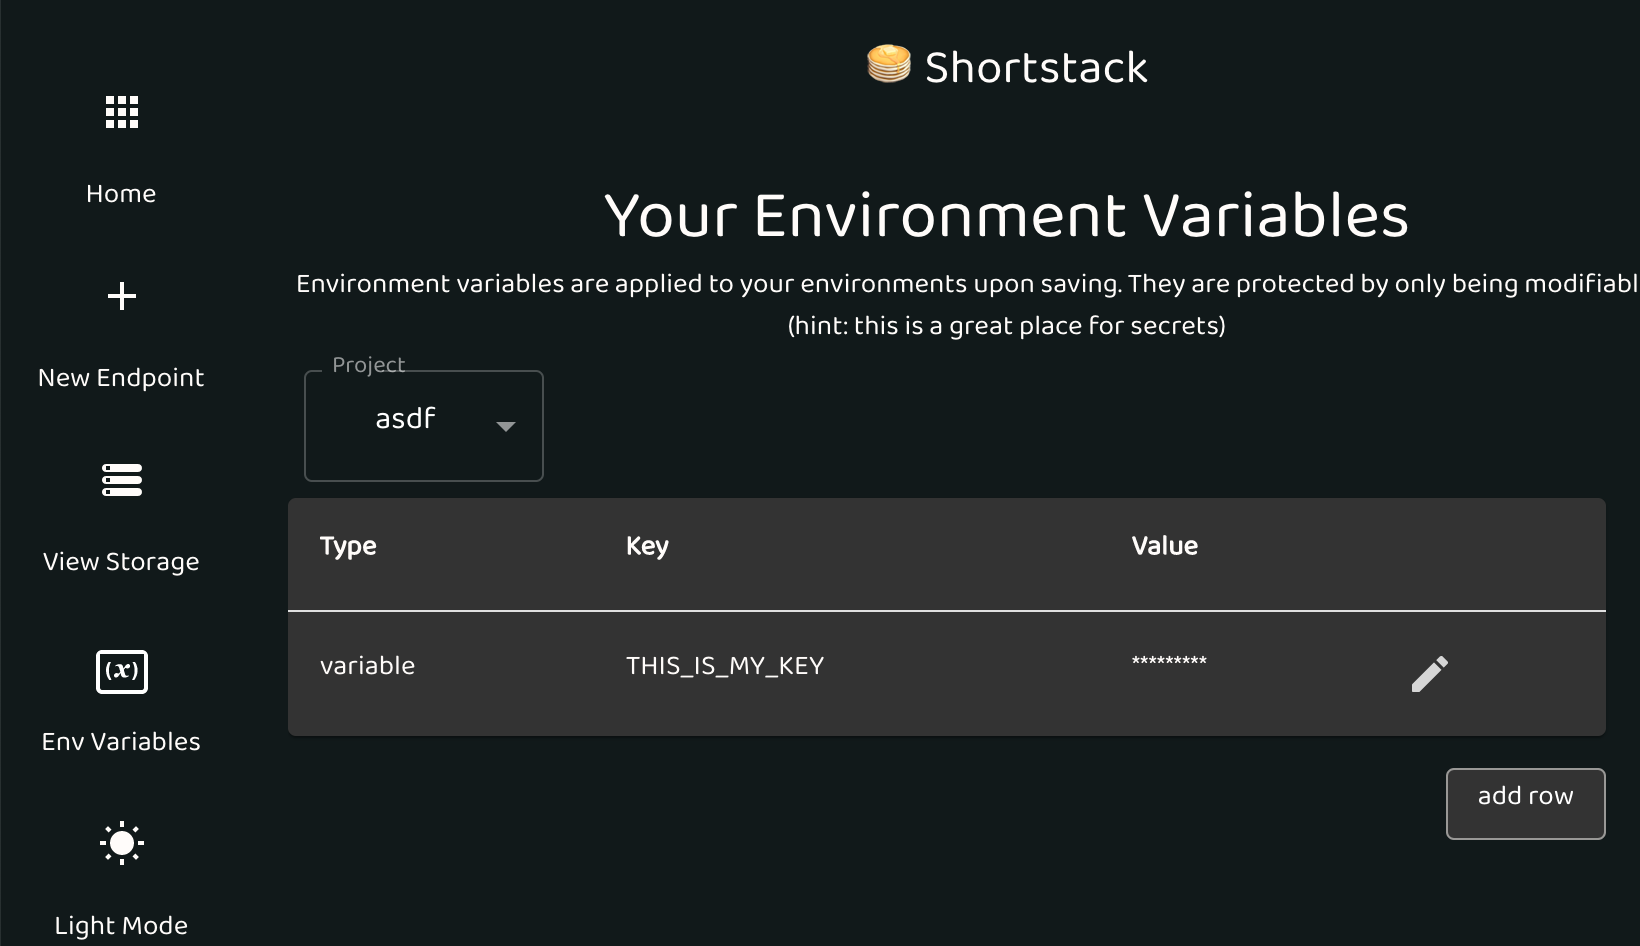 Shortstack
Home
New Endpoint
View Storage
(x)
Env Variables
Light Mode
Your Environment Variables
Environment variables are applied to your environments upon saving. They are protected by only being modifiabl
(hint: this is a great place for secrets)
Project
asdf
Type Key Value
variable THIS_IS_MY_KEY *********
add row